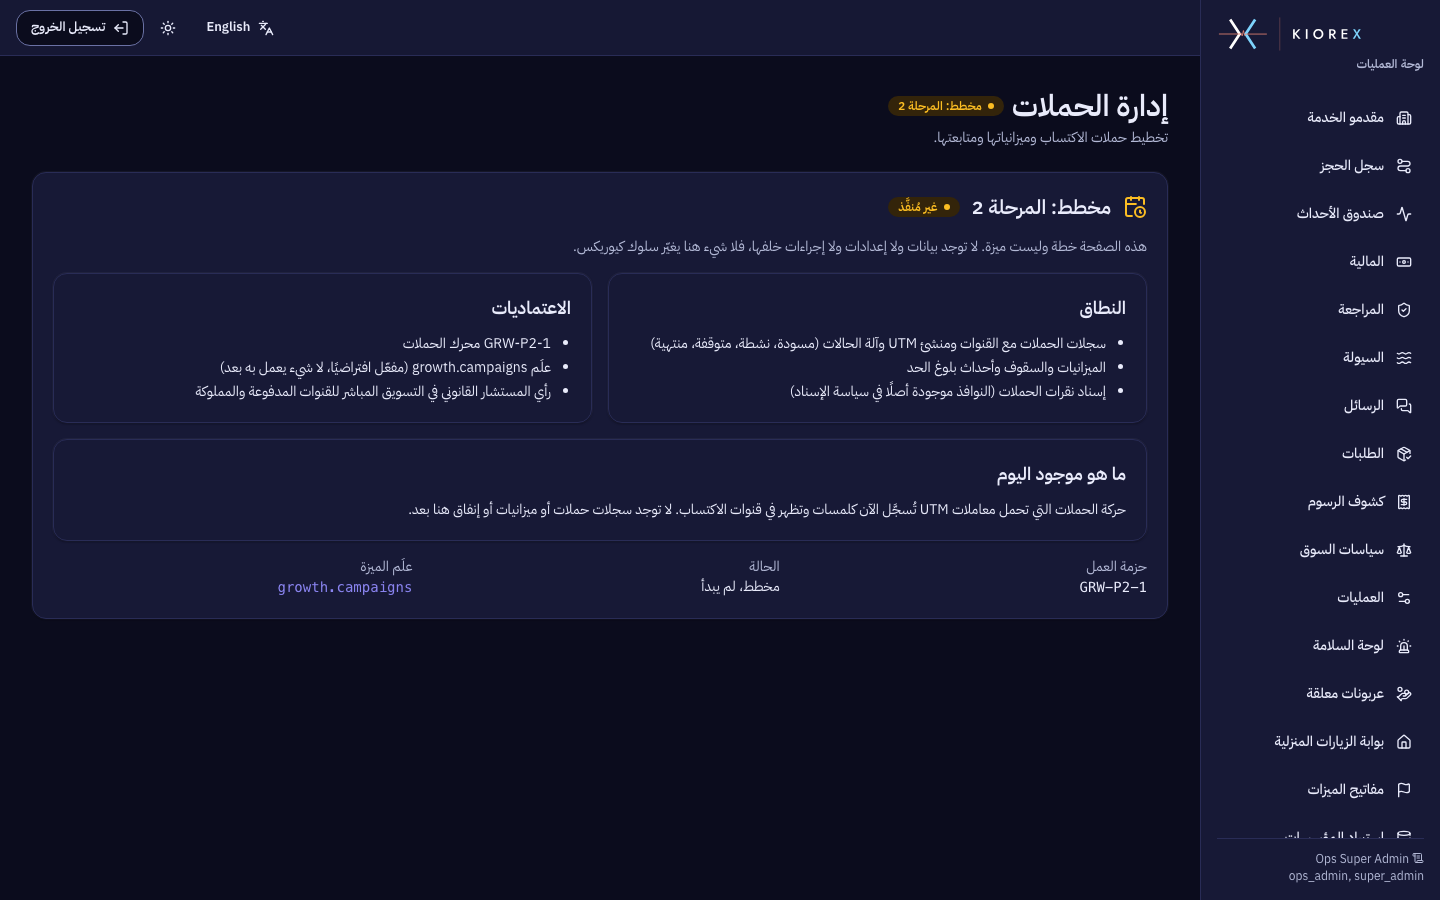 KIOREX
لوحة العمليات
مقدمو الخدمة
سجل الحجز
صندوق الأحداث
المالية
المراجعة
السيولة
الرسائل
الطلبات
كشوف الرسوم
سياسات السوق
العمليات
لوحة السلامة
عربونات معلقة
بوابة الزيارات المنزلية
مفاتيح الميزات
Ops Super Admin
ops_admin, super_admin
English
تسجيل الخروج
إدارة الحملات
مخطط: المرحلة 2
تخطيط حملات الاكتساب وميزانياتها ومتابعتها.
مخطط: المرحلة 2
غير مُنفَّذ
هذه الصفحة خطة وليست ميزة. لا توجد بيانات ولا إعدادات ولا إجراءات خلفها، فلا شيء هنا يغيّر سلوك كيوريكس.
النطاق
سجلات الحملات مع القنوات ومنشئ UTM وآلة الحالات (مسودة، نشطة، متوقفة، منتهية)
الميزانيات والسقوف وأحداث بلوغ الحد
إسناد نقرات الحملات (النوافذ موجودة أصلًا في سياسة الإسناد)
الاعتماديات
GRW-P2-1 محرك الحملات
علَم growth.campaigns (مفعّل افتراضيًا، لا شيء يعمل به بعد)
رأي المستشار القانوني في التسويق المباشر للقنوات المدفوعة والمملوكة
ما هو موجود اليوم
حركة الحملات التي تحمل معاملات UTM تُسجَّل الآن كلمسات وتظهر في قنوات الاكتساب. لا توجد سجلات حملات أو ميزانيات أو إنفاق هنا بعد.
حزمة العمل
GRW-P2-1
الحالة
مخطط، لم يبدأ
علَم الميزة
growth.campaigns